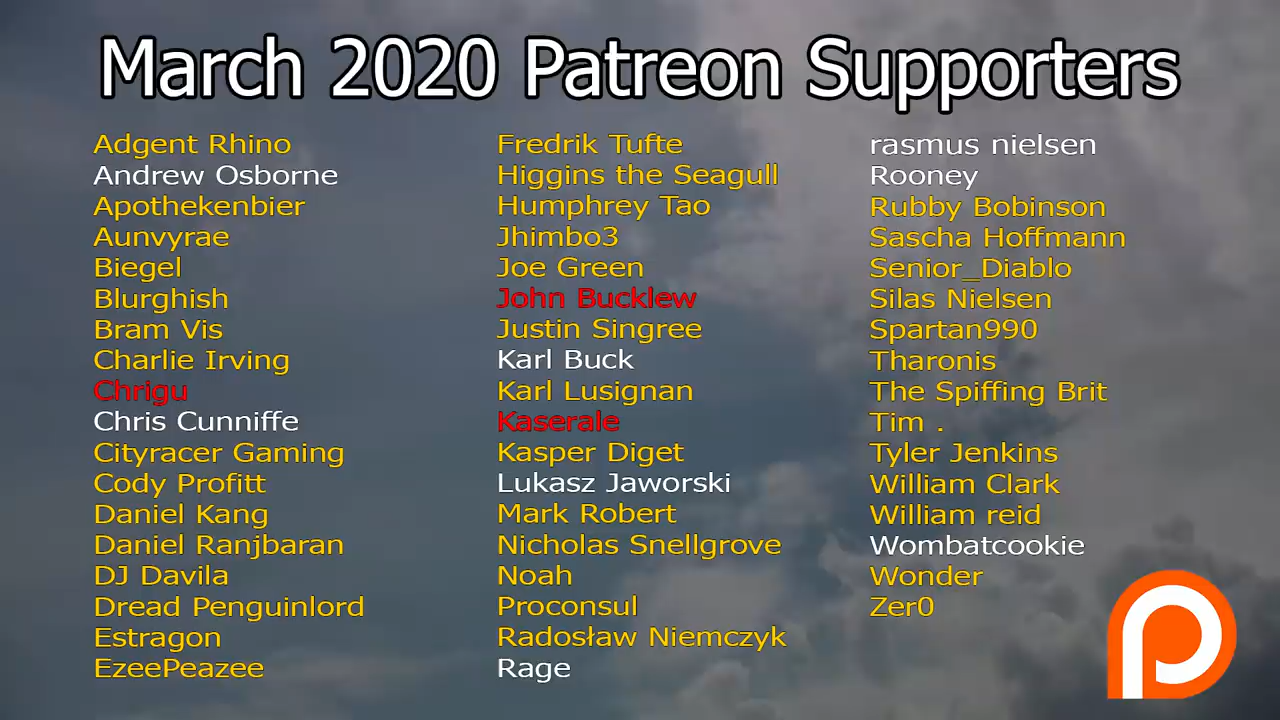 March 2020 Patreon Supporters
Adgent Rhino
Andrew Osborne
Apothekenbier
Aunvyrae
Biegel
Blurghish
Bram Vis
Charlie Irving
Chrigu
Chris Cunniffe
Cityracer Gaming
Cody Profitt
Daniel Kang
Daniel Ranjbaran
DJ Davila
Dread Penguinlord
Estragon
EzeePeazee
Fredrik Tufte
Higgins the Seagull
Humphrey Tao
Jhimbo3
Joe Green
John Bucklew
Justin Singree
Karl Buck
Karl Lusignan
Kaserale
Kasper Diget
Lukasz Jaworski
Mark Robert
Nicholas Snellgrove
Noah
Proconsul
Radosław Niemczyk
Rage
rasmus nielsen
Rooney
Rubby Bobinson
Sascha Hoffmann
Senior_Diablo
Silas Nielsen
Spartan990
Tharonis
The Spiffing Brit
Tim .
Tyler Jenkins
William Clark
William reid
Wombatcookie
Wonder
Zer0